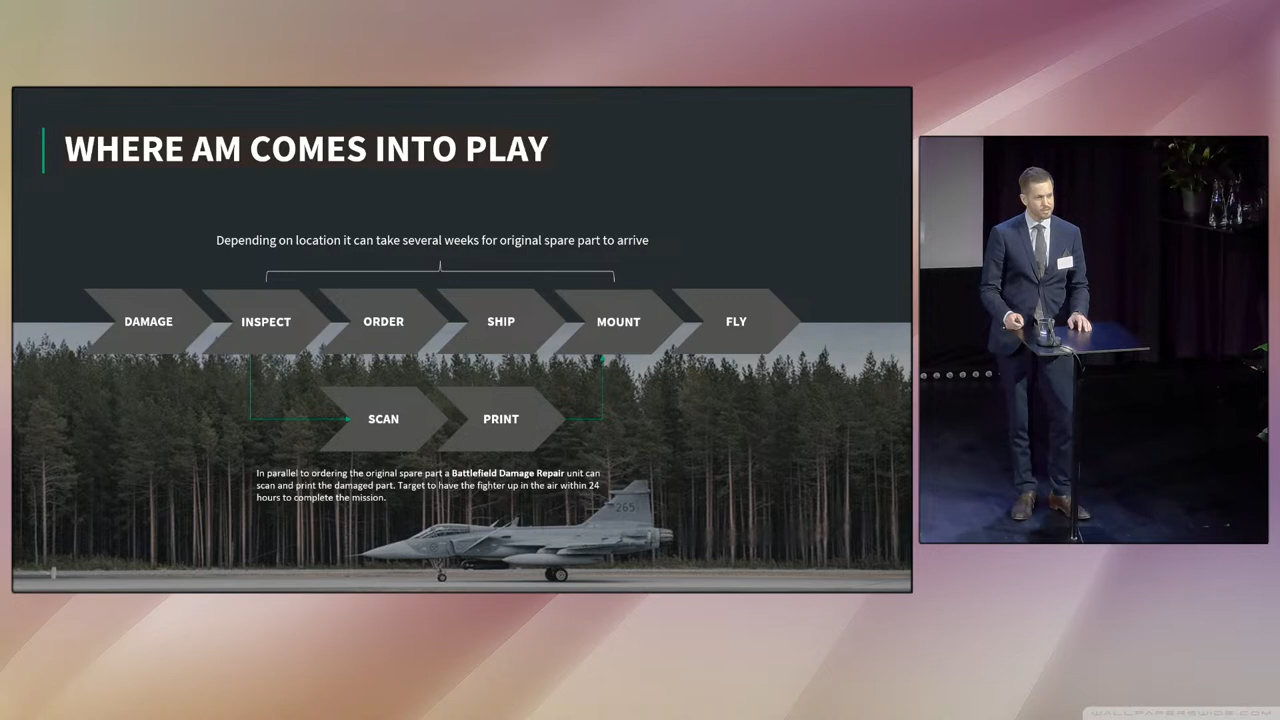 WHERE AM COMES INTO PLAY
Depending on location it can take several weeks for original spare part to arrive
DAMAGE
INSPECT
ORDER
SHIP
MOUNT
FLY
SCAN
PRINT
In parallel to ordering the original spare part a Battlefield Damage Repair unit can
scan and print the damaged part. Target to have the fighter up in the air within 24
hours to complete the mission.
265
WALLPAPERSWIDE.COM